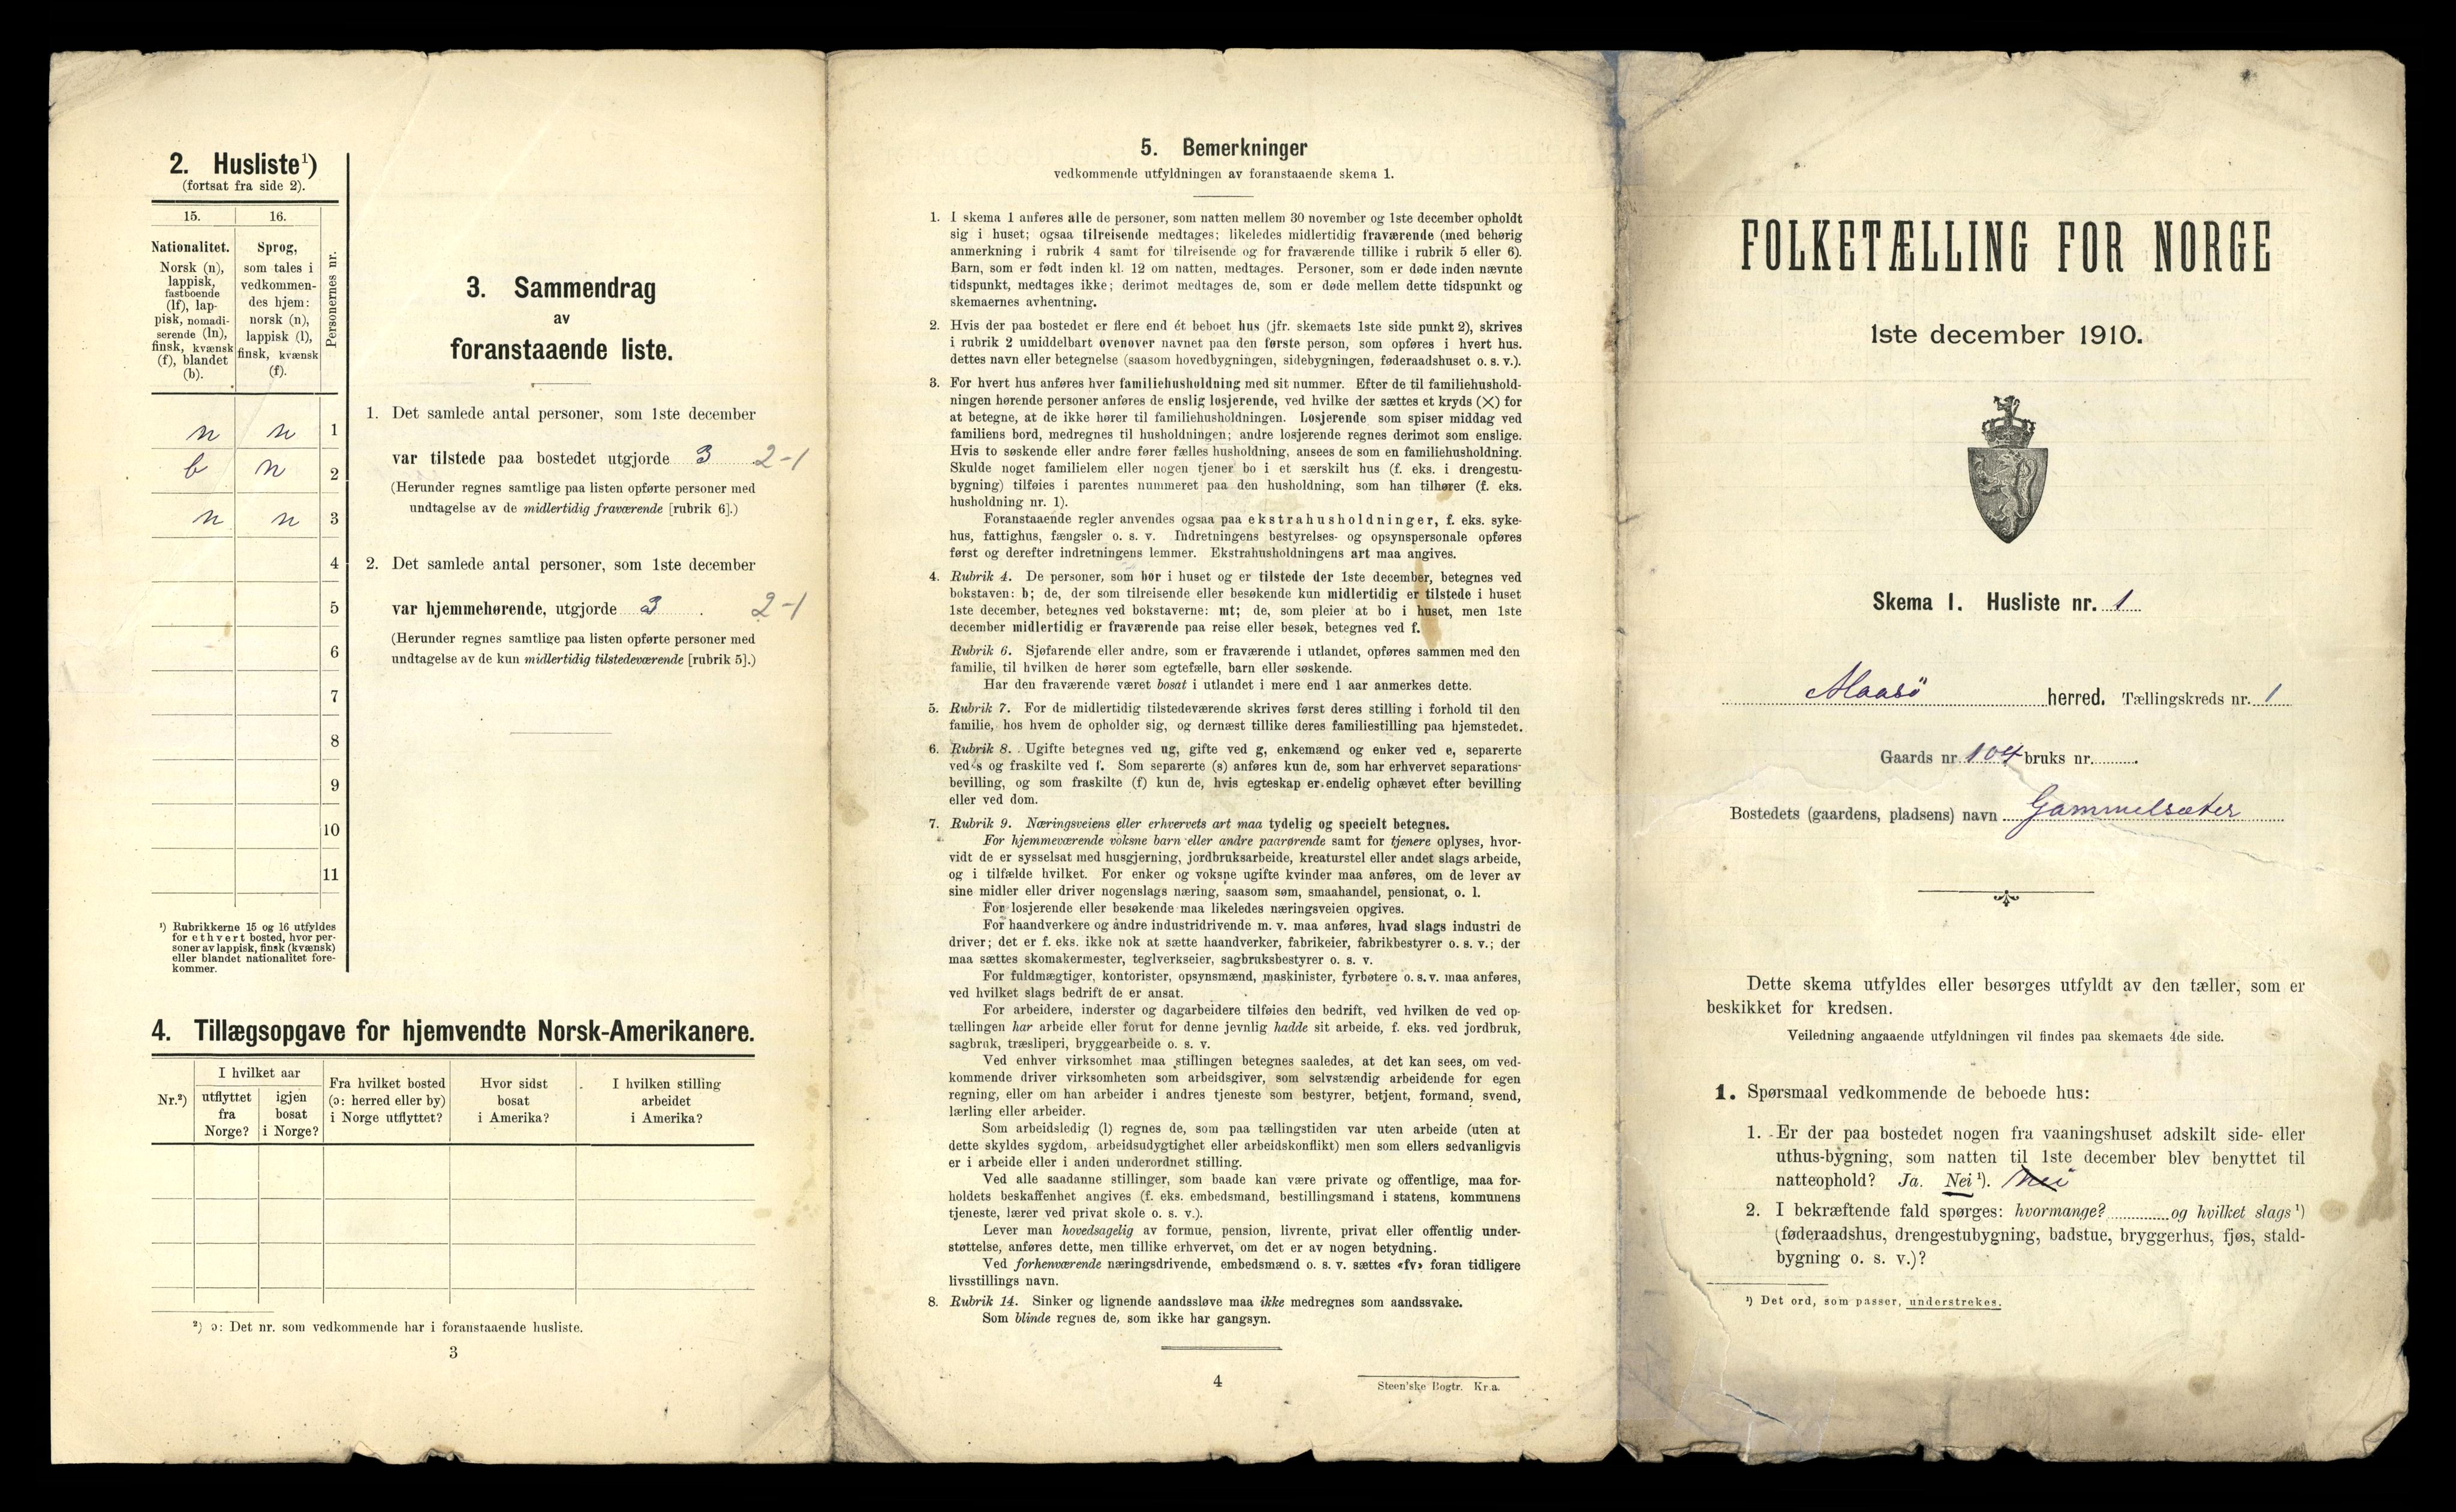 2. Husliste¹)
(fortsat fra side 2).
15.
16.
Personernes nr.
Nationalitet.
Norsk (n),
lappisk,
fastboende
(lf), lap-
pisk, nomadi-
serende (ln),
finsk, kvænsk
(f), blandet
(b).
Sprog,
som tales i
vedkommen-
des hjem:
norsk (n),
lappisk (l),
finsk, kvænsk
(f).
n n 1
b n 2
n n 3
4
5
6
7
8
9
10
11
¹) Rubrikkerne 15 og 16 utfyldes
for ethvert bosted, hvor per-
soner av lappisk, finsk (kvænsk)
eller blandet nationalitet fore-
kommer.
3. Sammendrag
av
foranstaaende liste.
1. Det samlede antal personer, som 1ste december
var tilstede paa bostedet utgjorde 3 2-1
(Herunder regnes samtlige paa listen opførte personer med
undtagelse av de midlertidig fraværende [rubrik 6].)
2. Det samlede antal personer, som 1ste december
var hjemmehørende, utgjorde 3. 2-1
(Herunder regnes samtlige paa listen opførte personer med
undtagelse av de kun midlertidig tilstedeværende [rubrik 5].)
4. Tillægsopgave for hjemvendte Norsk-Amerikanere.
Nr.²)
I hvilket aar
utflyttet
fra
Norge?
igjen
bosat
i Norge?
Fra hvilket bosted
(ɔ: herred eller by)
i Norge utflyttet?
Hvor sidst
bosat
i Amerika?
I hvilken stilling
arbeidet
i Amerika?
²) ɔ: Det nr. som vedkommende har i foranstaaende husliste.
3
5. Bemerkninger
vedkommende utfyldningen av foranstaaende skema 1.
1. I skema 1 anføres alle de personer, som natten mellem 30 november og 1ste december opholdt
sig i huset; ogsaa tilreisende medtages; likeledes midlertidig fraværende (med behørig
anmerkning i rubrik 4 samt for tilreisende og for fraværende tillike i rubrik 5 eller 6).
Barn, som er født inden kl. 12 om natten, medtages. Personer, som er døde inden nævnte
tidspunkt, medtages ikke; derimot medtages de, som er døde mellem dette tidspunkt og
skemaernes avhentning.
2. Hvis der paa bostedet er flere end ét beboet hus (jfr. skemaets 1ste side punkt 2), skrives
i rubrik 2 umiddelbart ovenover navnet paa den første person, som opføres i hvert hus.
dettes navn eller betegnelse (saasom hovedbygningen, sidebygningen, føderaadshuset o. s. v.).
3. For hvert hus anføres hver familiehusholdning med sit nummer. Efter de til familiehushold-
ningen hørende personer anføres de enslig losjerende, ved hvilke der sættes et kryds (×) for
at betegne, at de ikke hører til familiehusholdningen. Losjerende som spiser middag ved
familiens bord, medregnes til husholdningen; andre losjerende regnes derimot som enslige.
Hvis to søskende eller andre fører fælles husholdning, ansees de som en familiehusholdning.
Skulde noget familielem eller nogen tjener bo i et særskilt hus (f. eks. i drengestu-
bygning) tilføies i parentes nummeret paa den husholdning, som han tilhører (f. eks.
husholdning nr. 1).
Foranstaaende regler anvendes ogsaa paa ekstrahusholdninger, f. eks. syke-
hus, fattighus, fængsler o. s. v. Indretningens bestyrelses- og opsynspersonale opføres
først og derefter indretningens lemmer. Ekstrahusholdningens art maa angives.
4. Rubrik 4. De personer, som bor i huset og er tilstede der 1ste december, betegnes ved
bokstaven: b; de, der som tilreisende eller besøkende kun midlertidig er tilstede i huset
1ste december, betegnes ved bokstaverne: mt; de, som pleier at bo i huset, men 1ste
december midlertidig er fraværende paa reise eller besøk, betegnes ved f.
Rubrik 6. Sjøfarende eller andre, som er fraværende i utlandet, opføres sammen med den
familie, til hvilken de hører som egtefælle, barn eller søskende.
Har den fraværende været bosat i utlandet i mere end 1 aar anmerkes dette.
5. Rubrik 7. For de midlertidig tilstedeværende skrives først deres stilling i forhold til den
familie, hos hvem de opholder sig, og dernæst tillike deres familiestilling paa hjemstedet.
6. Rubrik 8. Ugifte betegnes ved ug, gifte ved g, enkemænd og enker ved e, separerte
ved s og fraskilte ved f. Som separerte (s) anføres kun de, som har erhvervet separations-
bevilling, og som fraskilte (f) kun de, hvis egteskap er endelig ophævet efter bevilling
eller ved dom.
7. Rubrik 9. Næringsveiens eller erhvervets art maa tydelig og specielt betegnes.
For hjemmeværende voksne barn eller andre paarørende samt for tjenere oplyses, hvor-
vidt de er sysselsat med husgjerning, jordbruksarbeide, kreaturstel eller andet slags arbeide,
og i tilfælde hvilket. For enker og voksne ugifte kvinder maa anføres, om de lever av
sine midler eller driver nogenslags næring, saasom søm, smaahandel, pensionat, o. l.
For losjerende eller besøkende maa likeledes næringsveien opgives.
For haandverkere og andre industridrivende m. v. maa anføres, hvad slags industri de
driver; det er f. eks. ikke nok at sætte haandverker, fabrikeier, fabrikbestyrer o. s. v.; der
maa sættes skomakermester, teglverkseier, sagbruksbestyrer o. s. v.
For fuldmægtiger, kontorister, opsynsmænd, maskinister, fyrbøtere o. s. v. maa anføres,
ved hvilket slags bedrift de er ansat.
For arbeidere, inderster og dagarbeidere tilføies den bedrift, ved hvilken de ved op-
tællingen har arbeide eller forut for denne jevnlig hadde sit arbeide, f. eks. ved jordbruk,
sagbruk, træsliperi, bryggearbeide o. s. v.
Ved enhver virksomhet maa stillingen betegnes saaledes, at det kan sees, om ved-
kommende driver virksomheten som arbeidsgiver, som selvstændig arbeidende for egen
regning, eller om han arbeider i andres tjeneste som bestyrer, betjent, formand, svend,
lærling eller arbeider.
Som arbeidsledig (l) regnes de, som paa tællingstiden var uten arbeide (uten at
dette skyldes sygdom, arbeidsudygtighet eller arbeidskonflikt) men som ellers sedvanligvis
er i arbeide eller i anden underordnet stilling.
Ved alle saadanne stillinger, som baade kan være private og offentlige, maa for-
holdets beskaffenhet angives (f. eks. embedsmand, bestillingsmand i statens, kommunens
tjeneste, lærer ved privat skole o. s. v.).
Lever man hovedsagelig av formue, pension, livrente, privat eller offentlig under-
støttelse, anføres dette, men tillike erhvervet, om det er av nogen betydning.
Ved forhenværende næringsdrivende, embedsmænd o. s. v. sættes «fv» foran tidligere
livsstillings navn.
8. Rubrik 14. Sinker og lignende aandssløve maa ikke medregnes som aandssvake.
Som blinde regnes de, som ikke har gangsyn.
4
Steen'ske Bogtr. Kr.a.
FOLKETÆLLING FOR NORGE
1ste december 1910.
Skema 1. Husliste nr. 1
Maasö herred. Tællingskreds nr. 1
Gaards nr. 104 bruks nr. .
Bostedets (gaardens, pladsens) navn Gammelsæter
Dette skema utfyldes eller besørges utfyldt av den tæller, som er
beskikket for kredsen.
Veiledning angaaende utfyldningen vil findes paa skemaets 4de side.
1. Spørsmaal vedkommende de beboede hus:
1. Er der paa bostedet nogen fra vaaningshuset adskilt side- eller
uthus-bygning, som natten til 1ste december blev benyttet til
natteophold? Ja. Nei ¹). Nei
2. I bekræftende fald spørges: hvormange? og hvilket slags ¹)
(føderaadshus, drengestubygning, badstue, bryggerhus, fjøs, stald-
bygning o. s. v.)?
¹) Det ord, som passer, understrekes.